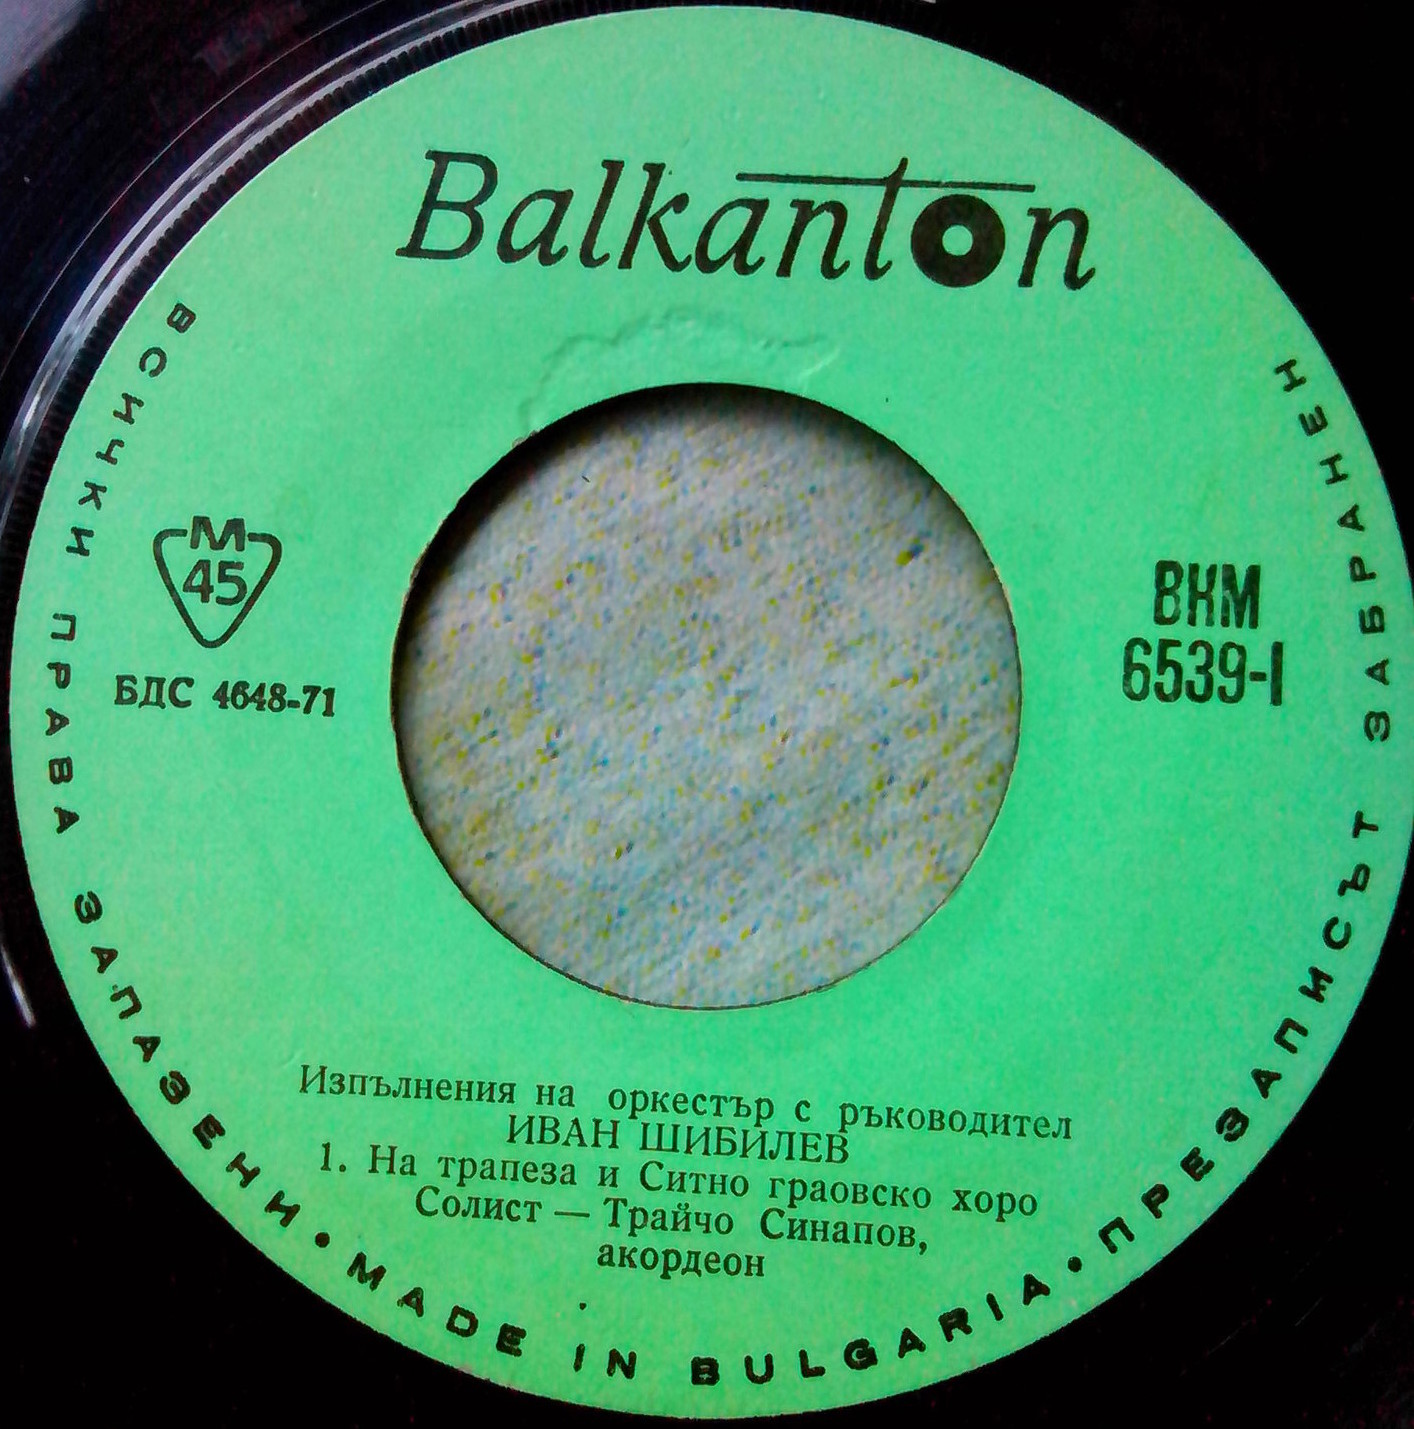 Balkanton
М
45
БДС 4648-71
ВНМ
6539-I
Изпълнения на оркестър с ръководител
ИВАН ШИБИЛЕВ
1. На трапеза и Ситно граовско хоро
Солист — Трайчо Синапов,
акордеон
ВСИЧКИ ПРАВА ЗАПАЗЕНИ • MADE IN BULGARIA • ПРЕЗАПИСЪТ ЗАБРАНЕН